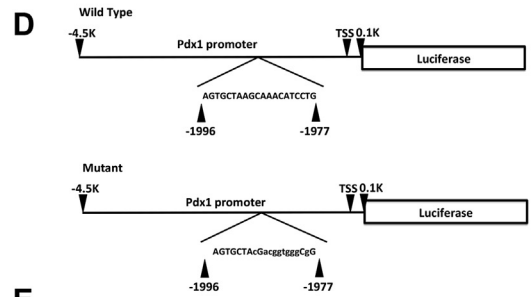 D
Wild Type
-4.5K TSS 0.1K
Pdx1 promoter
Luciferase
AGTGCTAAGCAAACATCCTG
-1996 -1977
Mutant
-4.5K TSS 0.1K
Pdx1 promoter
Luciferase
AGTGCTAcGacggtgggCgG
-1996 -1977